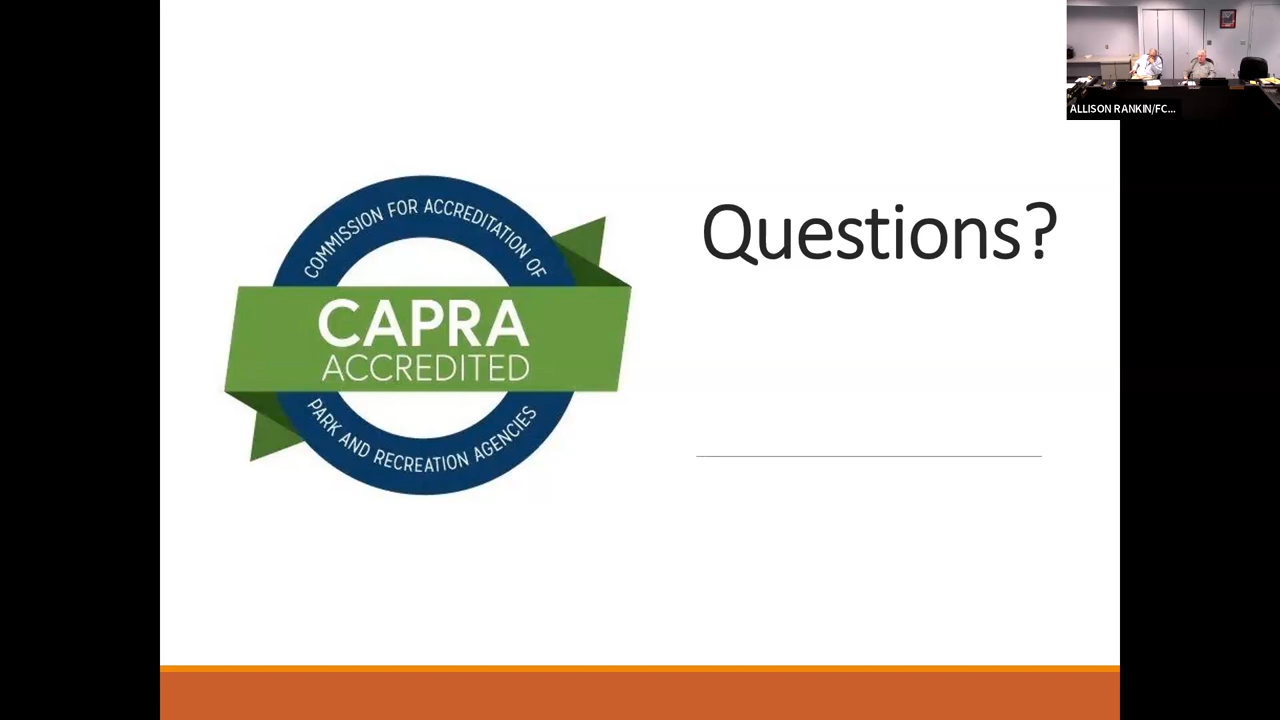 COMMISSION FOR ACCREDITATION OF
CAPRA
ACCREDITED
PARK AND RECREATION AGENCIES
Questions?
ALLISON RANKIN/FC...